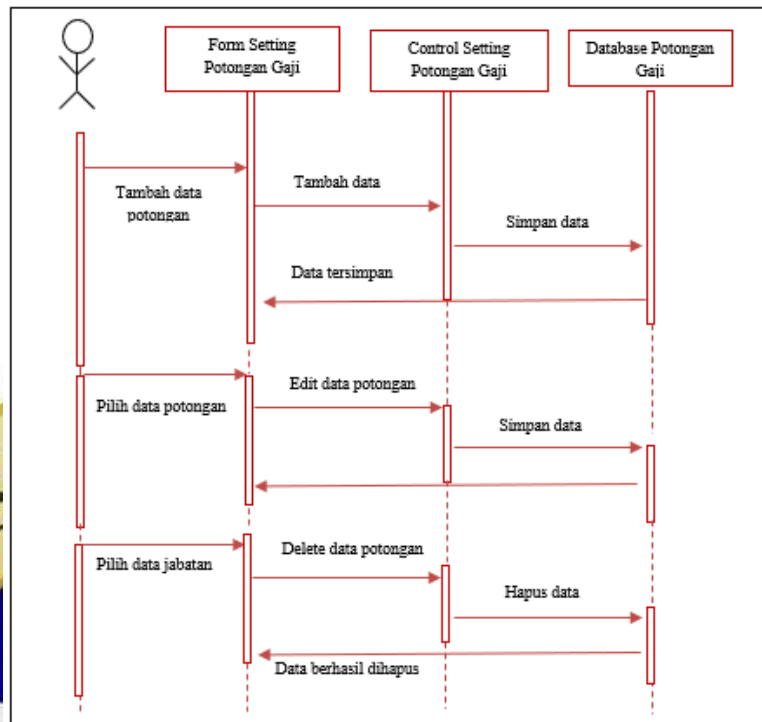 Form Setting
Potongan Gaji
Control Setting
Potongan Gaji
Database Potongan
Gaji
Tambah data
potongan
Tambah data
Simpan data
Data tersimpan
Pilih data potongan
Edit data potongan
Simpan data
Pilih data jabatan
Delete data potongan
Hapus data
Data berhasil dihapus